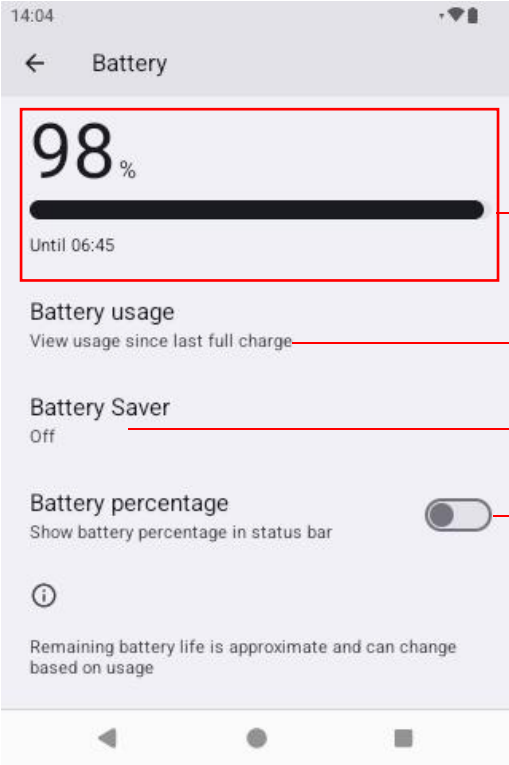 14:04
Battery
98 %
Until 06:45
Battery usage
View usage since last full charge
Battery Saver
Off
Battery percentage
Show battery percentage in status bar
Remaining battery life is approximate and can change
based on usage